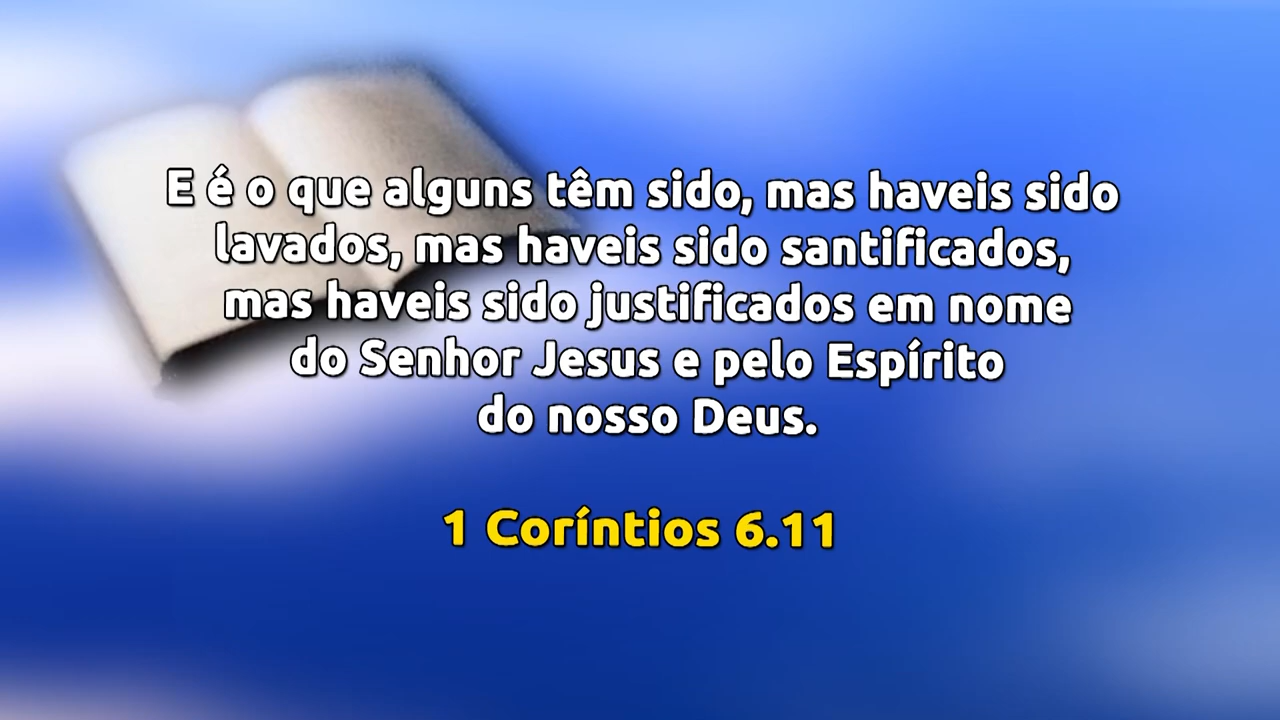 E é o que alguns têm sido, mas haveis sido
lavados, mas haveis sido santificados,
mas haveis sido justificados em nome
do Senhor Jesus e pelo Espírito
do nosso Deus.
1 Coríntios 6.11